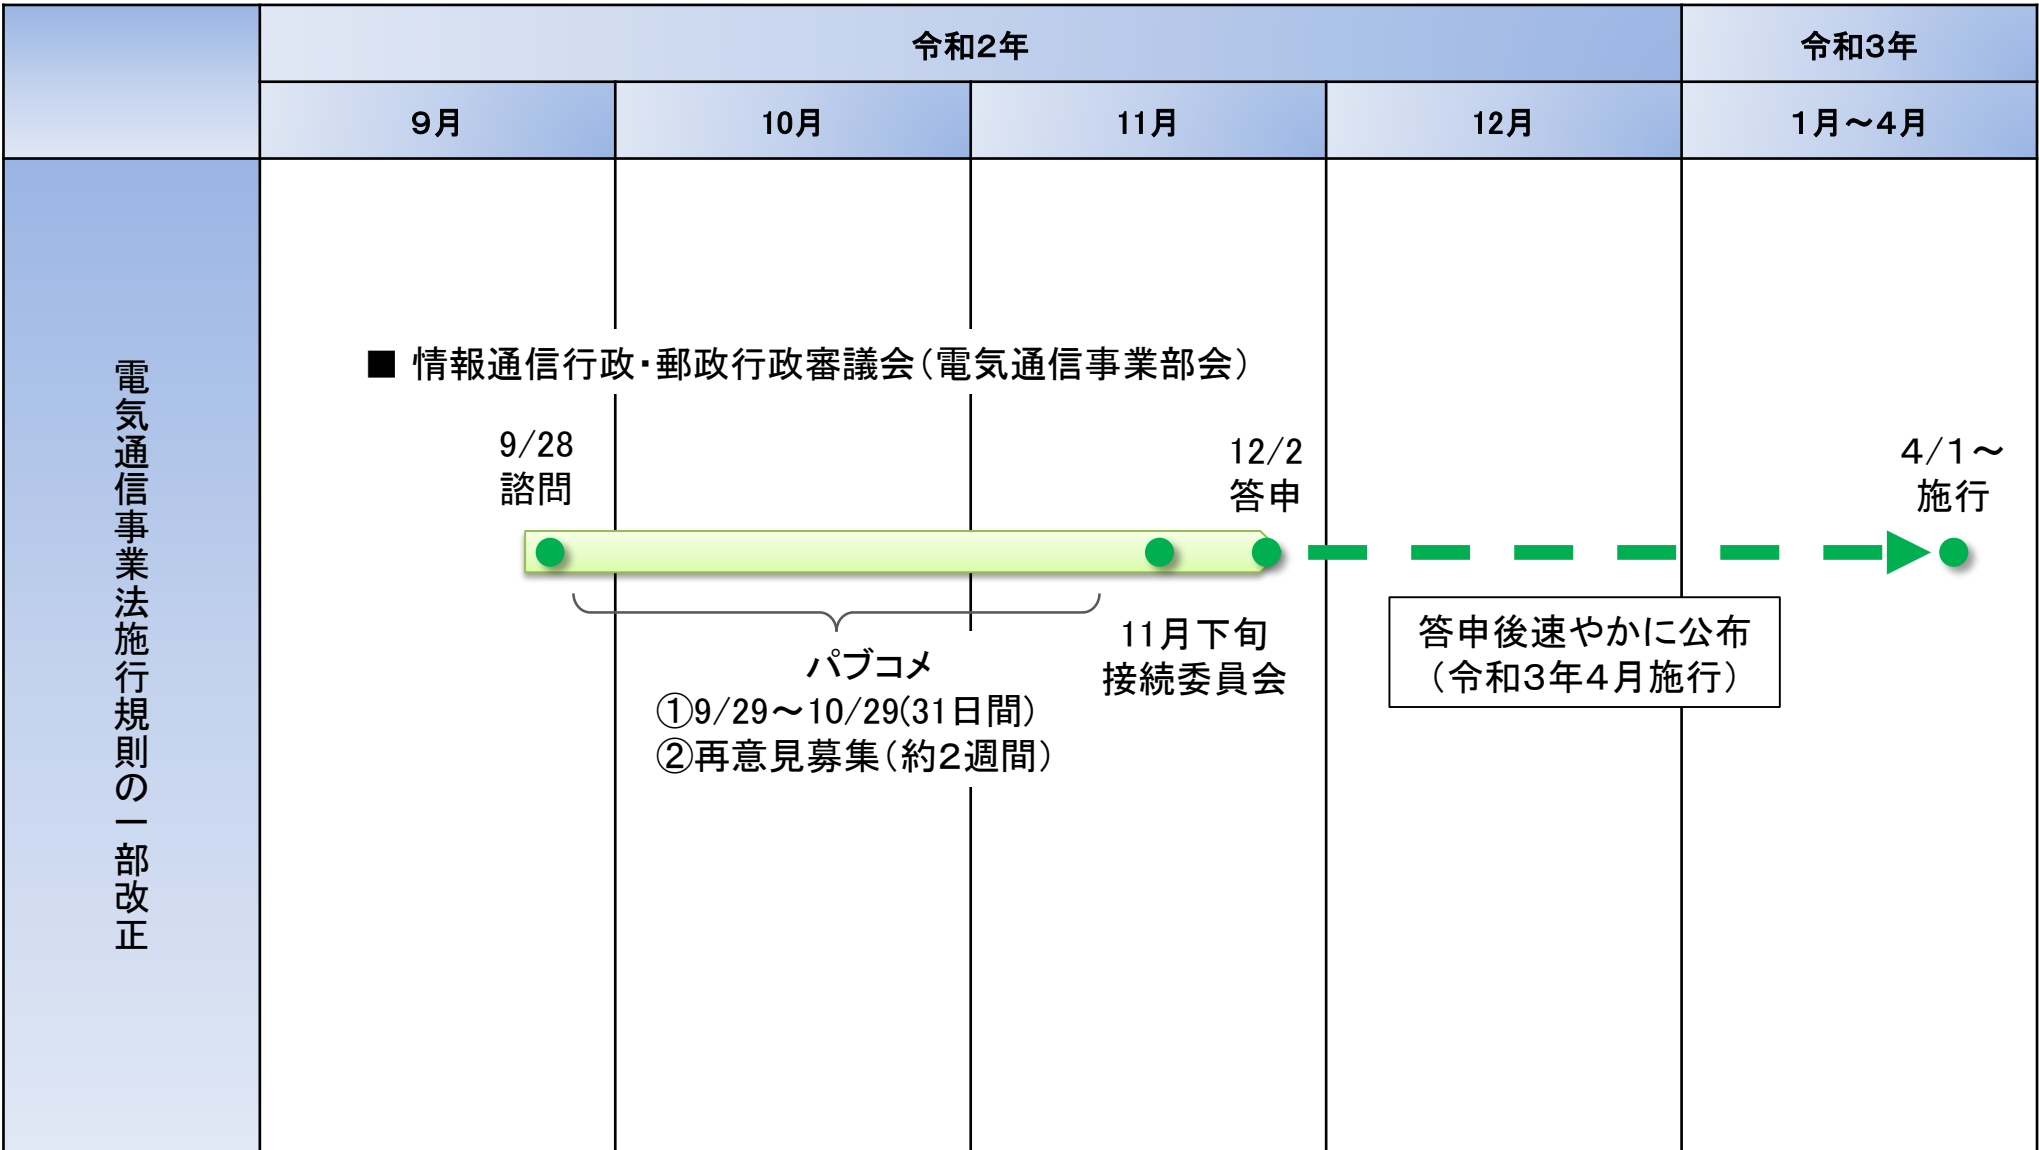 令和2年
令和3年
9月
10月
11月
12月
1月～4月
電気通信事業法施行規則の一部改正
■ 情報通信行政・郵政行政審議会（電気通信事業部会）
9/28
諮問
12/2
答申
4/1～
施行
パブコメ
①9/29～10/29(31日間)
②再意見募集（約2週間）
11月下旬
接続委員会
答申後速やかに公布
（令和3年4月施行）